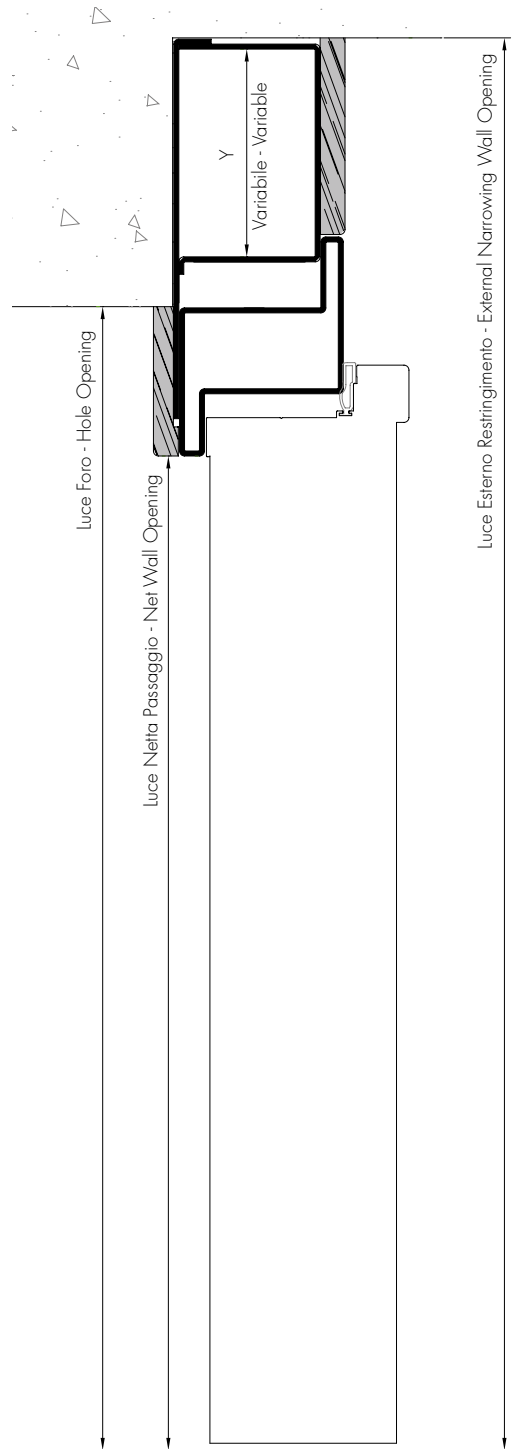 Luce Foro - Hole Opening
Luce Netta Passaggio - Net Wall Opening
Y
Variabile - Variable
Luce Esterno Restringimento - External Narrowing Wall Opening